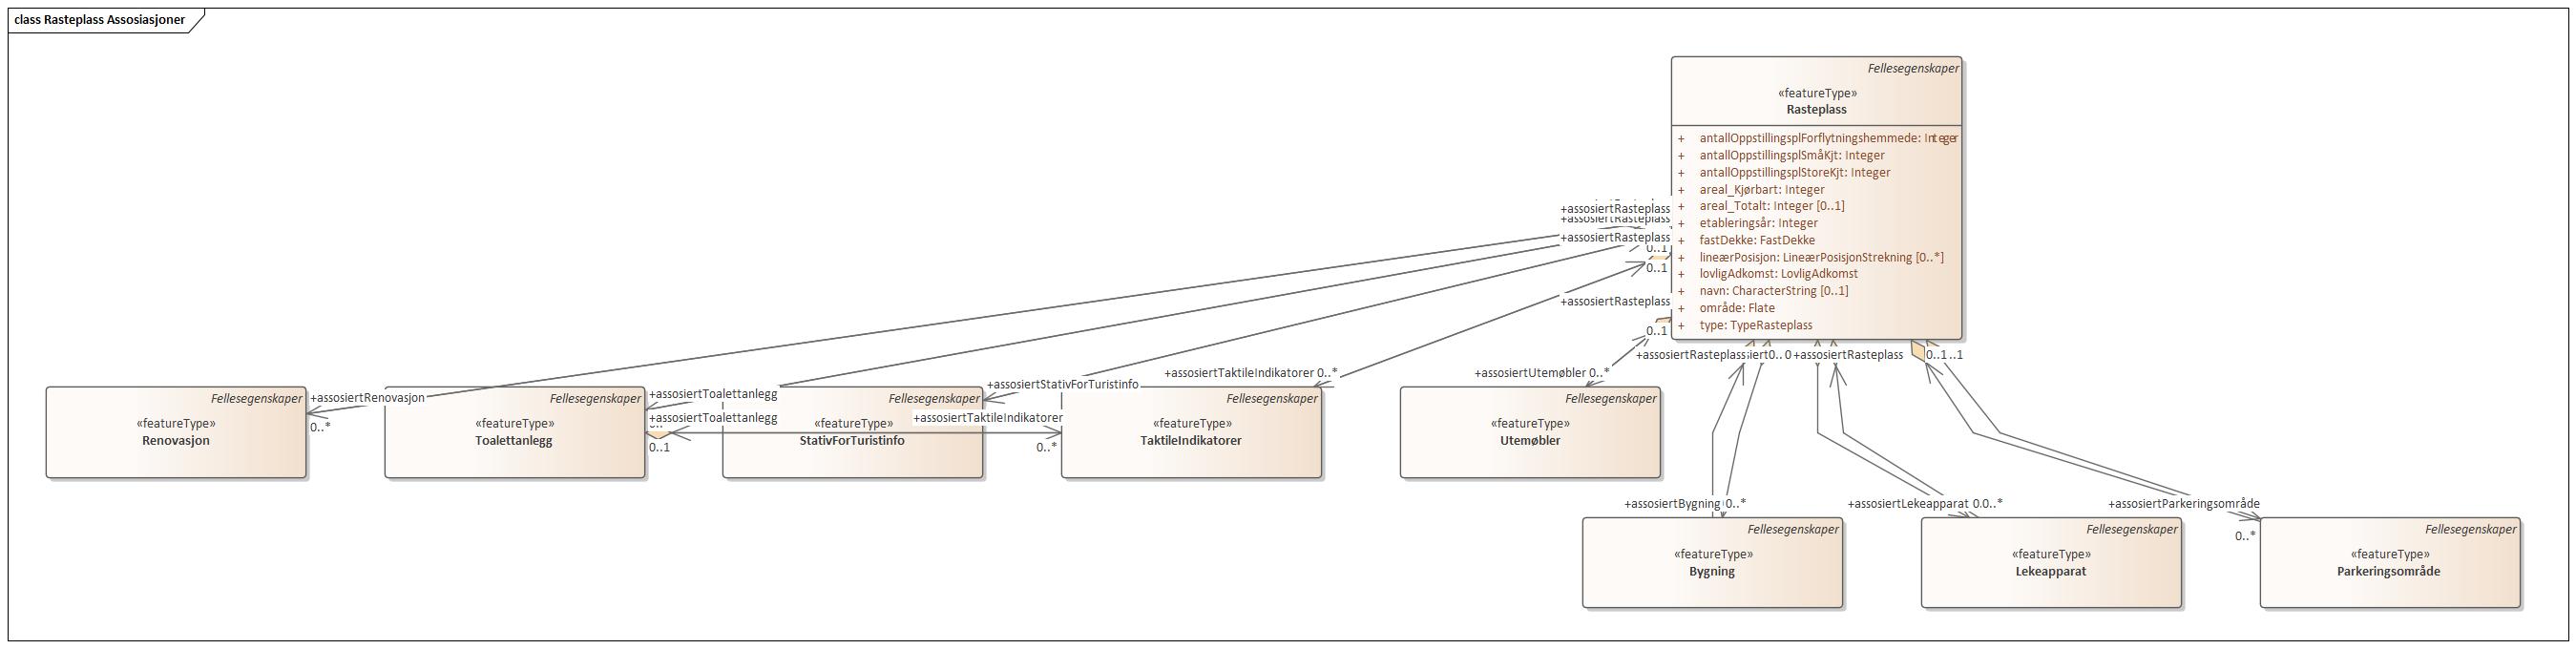 class Rasteplass Assosiasjoner
Fellesegenskaper
«featureType»
Rasteplass
+ antallOppstillingsplForflytningshemmede: Integer
+ antallOppstillingsplSmåKjt: Integer
+ antallOppstillingsplStoreKjt: Integer
+ areal_Kjørbart: Integer
+ areal_Totalt: Integer [0..1]
+ etableringsår: Integer
+ fastDekke: FastDekke
+ lineærPosisjon: LineærPosisjonStrekning [0..*]
+ lovligAdkomst: LovligAdkomst
+ navn: CharacterString [0..1]
+ område: Flate
+ type: TypeRasteplass
+assosiertRasteplass
+assosiertRasteplass
+assosiertRasteplass
0..1
0..1
+assosiertRasteplass
0..1
+assosiertRasteplass
0..
+assosiertRasteplass
0..1
..1
+assosiertRenovasjon
0..*
+assosiertToalettanlegg
+assosiertToalettanlegg
0..1
+assosiertStativForTuristinfo
+assosiertTaktileIndikatorer
0..*
+assosiertTaktileIndikatorer 0..*
+assosiertUtemøbler 0..*
Fellesegenskaper
«featureType»
Renovasjon
Fellesegenskaper
«featureType»
Toalettanlegg
Fellesegenskaper
«featureType»
StativForTuristinfo
Fellesegenskaper
«featureType»
TaktileIndikatorer
Fellesegenskaper
«featureType»
Utemøbler
+assosiertBygning 0..*
+assosiertLekeapparat 0..*
+assosiertParkeringsområde
0..*
Fellesegenskaper
«featureType»
Bygning
Fellesegenskaper
«featureType»
Lekeapparat
Fellesegenskaper
«featureType»
Parkeringsområde